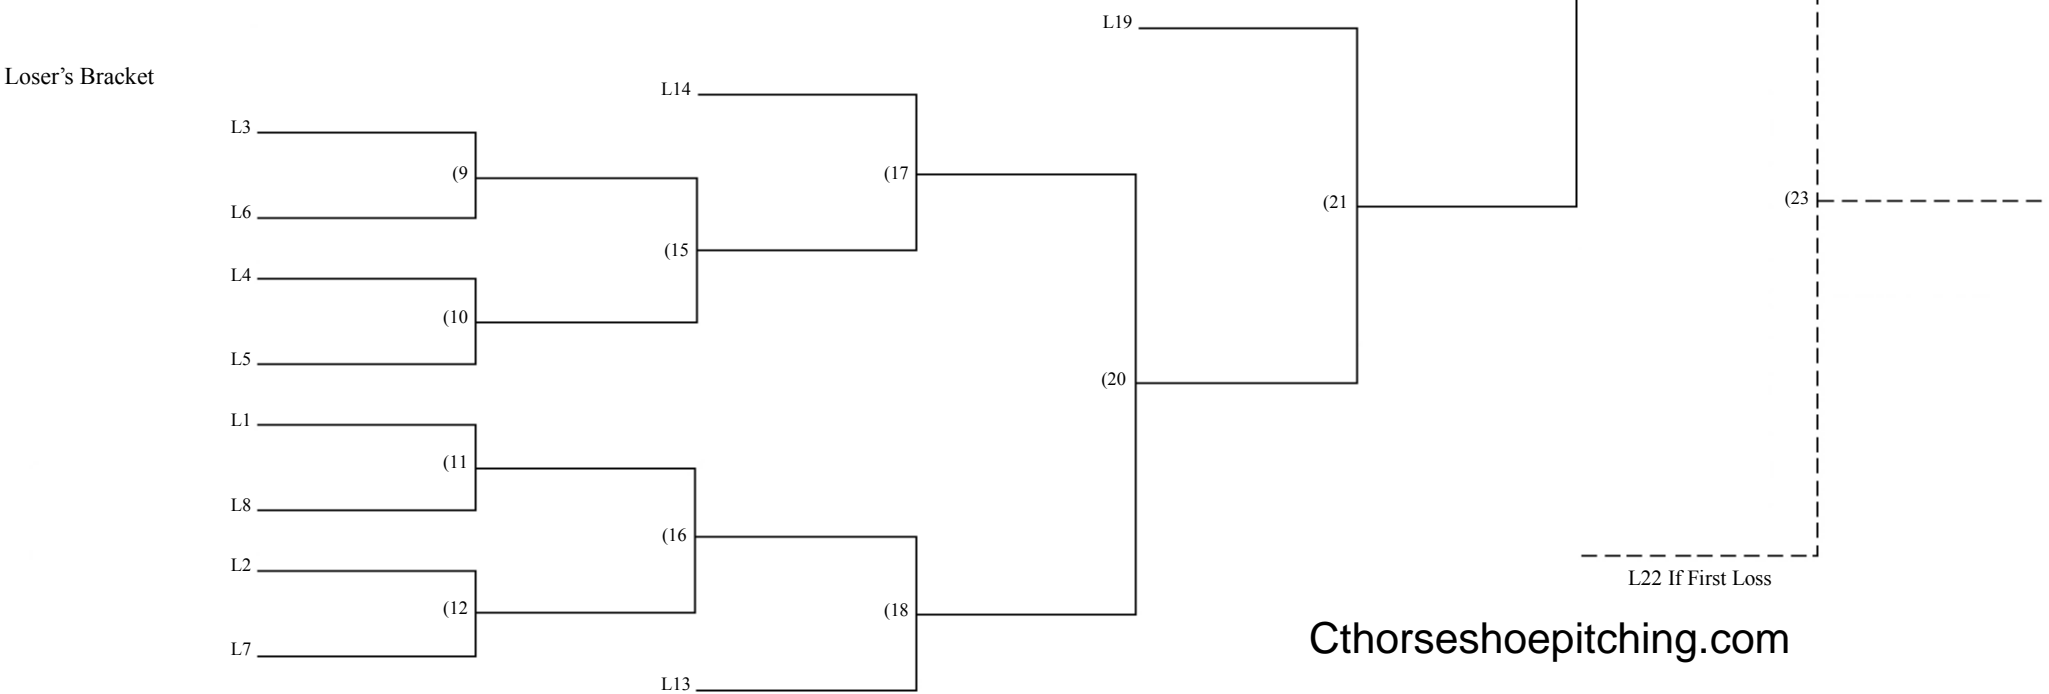 L19
Loser’s Bracket
L14
L3
(9
(17
L6
(21
(23
(15
L4
(10
L5
(20
L1
(11
L8
(16
L2
L22 If First Loss
(12
(18
Cthorseshoepitching.com
L7
L13